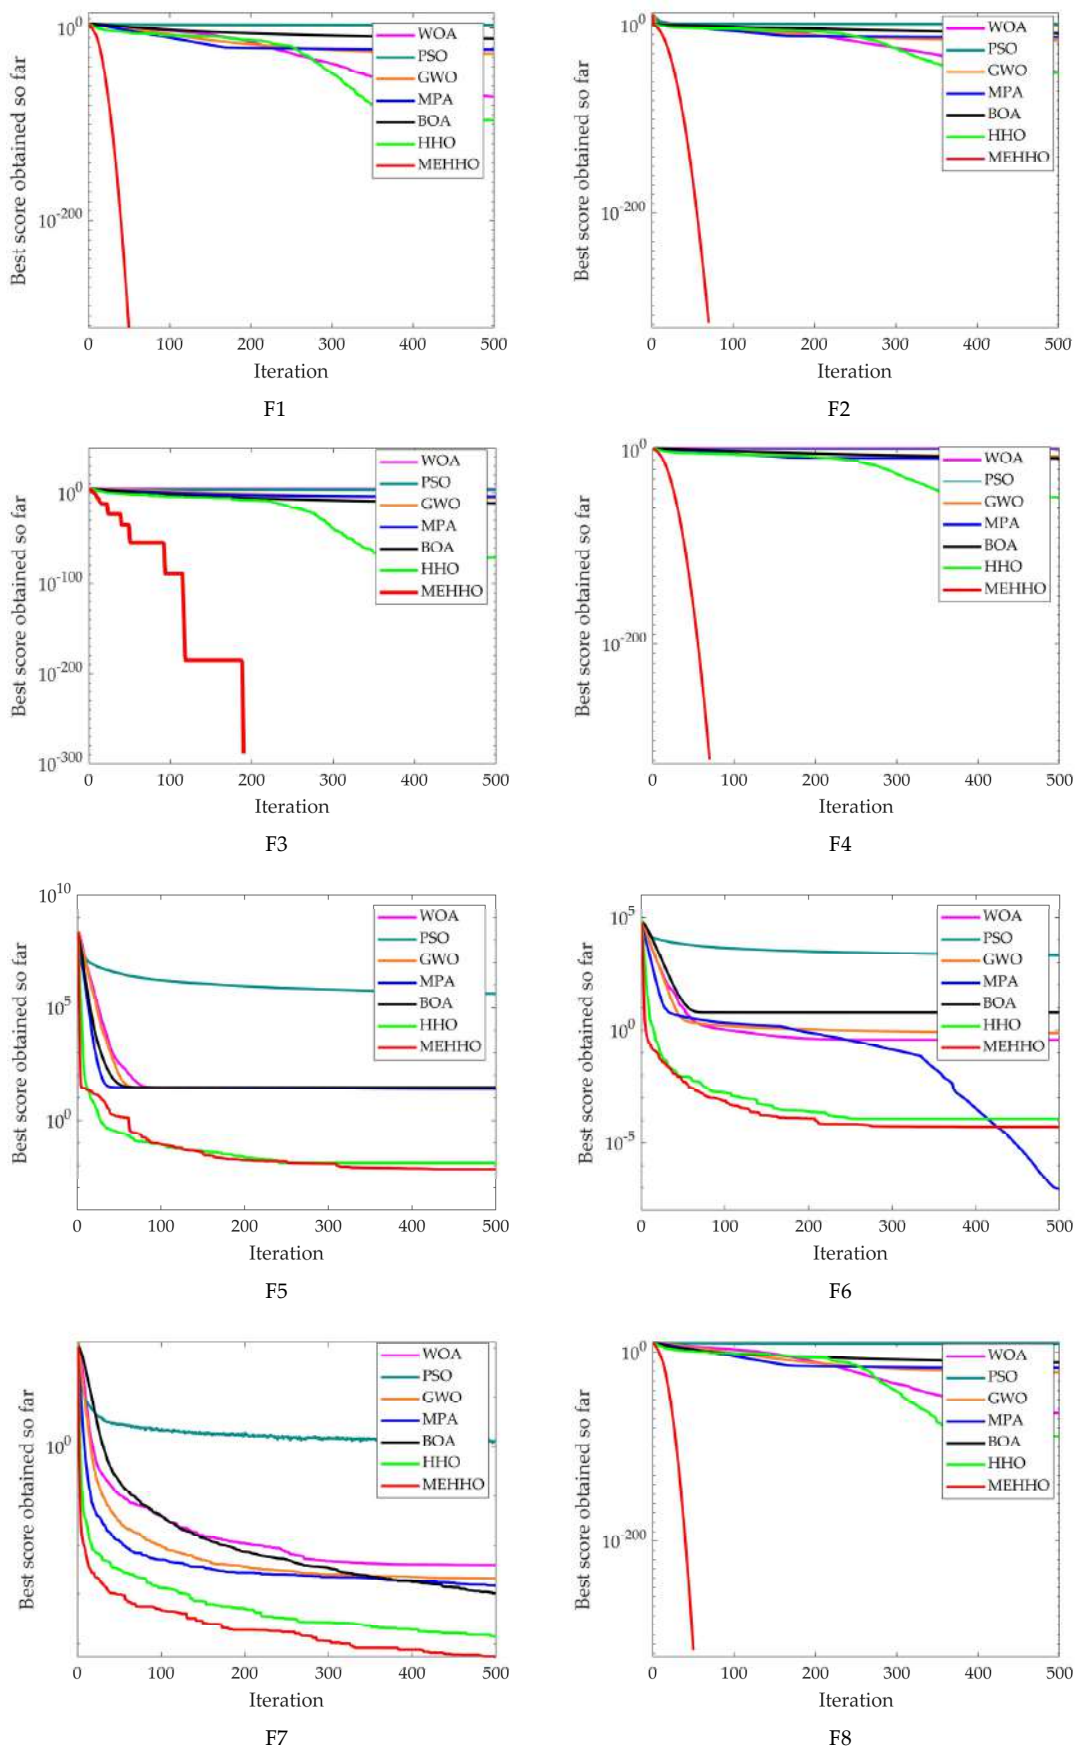 Best score obtained so far
10^0
10^-200
WOA
PSO
GWO
MPA
BOA
HHO
MEHHO
0 100 200 300 400 500
Iteration
F1
Best score obtained so far
10^0
10^-200
WOA
PSO
GWO
MPA
BOA
HHO
MEHHO
0 100 200 300 400 500
Iteration
F2
Best score obtained so far
10^0
10^-100
10^-200
10^-300
WOA
PSO
GWO
MPA
BOA
HHO
MEHHO
0 100 200 300 400 500
Iteration
F3
Best score obtained so far
10^0
10^-200
WOA
PSO
GWO
MPA
BOA
HHO
MEHHO
0 100 200 300 400 500
Iteration
F4
Best score obtained so far
10^10
10^5
10^0
WOA
PSO
GWO
MPA
BOA
HHO
MEHHO
0 100 200 300 400 500
Iteration
F5
Best score obtained so far
10^5
10^0
10^-5
WOA
PSO
GWO
MPA
BOA
HHO
MEHHO
0 100 200 300 400 500
Iteration
F6
Best score obtained so far
10^0
WOA
PSO
GWO
MPA
BOA
HHO
MEHHO
0 100 200 300 400 500
Iteration
F7
Best score obtained so far
10^0
10^-200
WOA
PSO
GWO
MPA
BOA
HHO
MEHHO
0 100 200 300 400 500
Iteration
F8